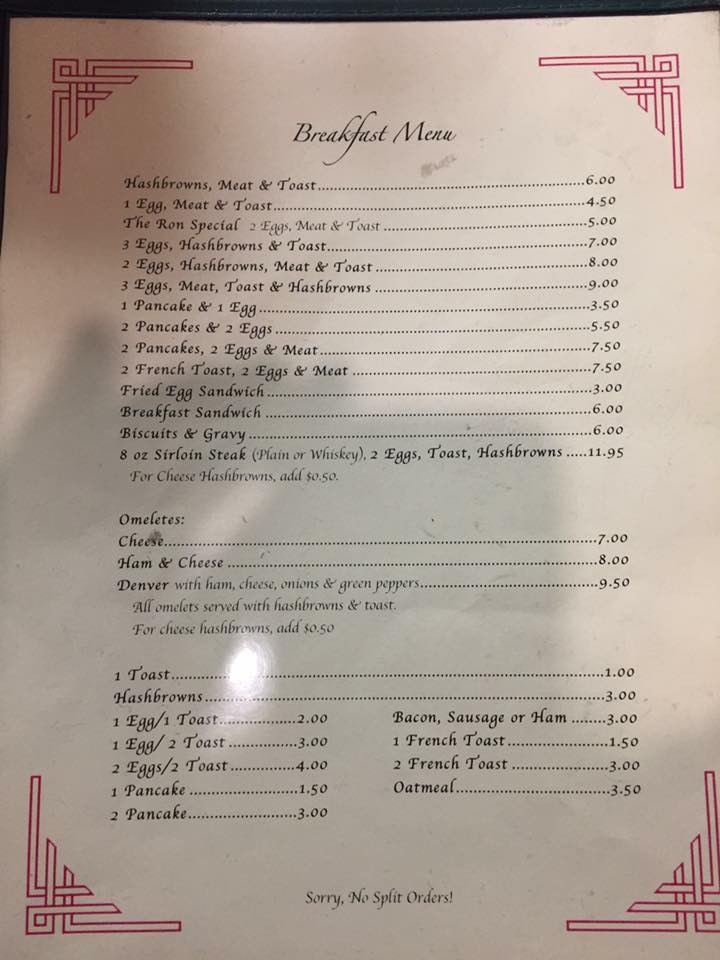 Breakfast Menu
Hashbrowns, Meat & Toast..........6.00
1 Egg, Meat & Toast..........4.50
The Ron Special 2 Eggs, Meat & Toast..........5.00
3 Eggs, Hashbrowns & Toast..........7.00
2 Eggs, Hashbrowns, Meat & Toast..........8.00
3 Eggs, Meat, Toast & Hashbrowns..........9.00
1 Pancake & 1 Egg..........3.50
2 Pancakes & 2 Eggs..........5.50
2 Pancakes, 2 Eggs & Meat..........7.50
2 French Toast, 2 Eggs & Meat..........7.50
Fried Egg Sandwich..........3.00
Breakfast Sandwich..........6.00
Biscuits & Gravy..........6.00
8 oz Sirloin Steak (Plain or Whiskey), 2 Eggs, Toast, Hashbrowns .....11.95
For Cheese Hashbrowns, add $0.50.
Omeletes:
Cheese..........7.00
Ham & Cheese..........8.00
Denver with ham, cheese, onions & green peppers..........9.50
All omelets served with hashbrowns & toast.
For cheese hashbrowns, add $0.50
1 Toast..........1.00
Hashbrowns..........3.00
1 Egg/1 Toast..........2.00
1 Egg/ 2 Toast..........3.00
2 Eggs/2 Toast..........4.00
1 Pancake..........1.50
2 Pancake..........3.00
Bacon, Sausage or Ham ........3.00
1 French Toast..........1.50
2 French Toast..........3.00
Oatmeal..........3.50
Sorry, No Split Orders!